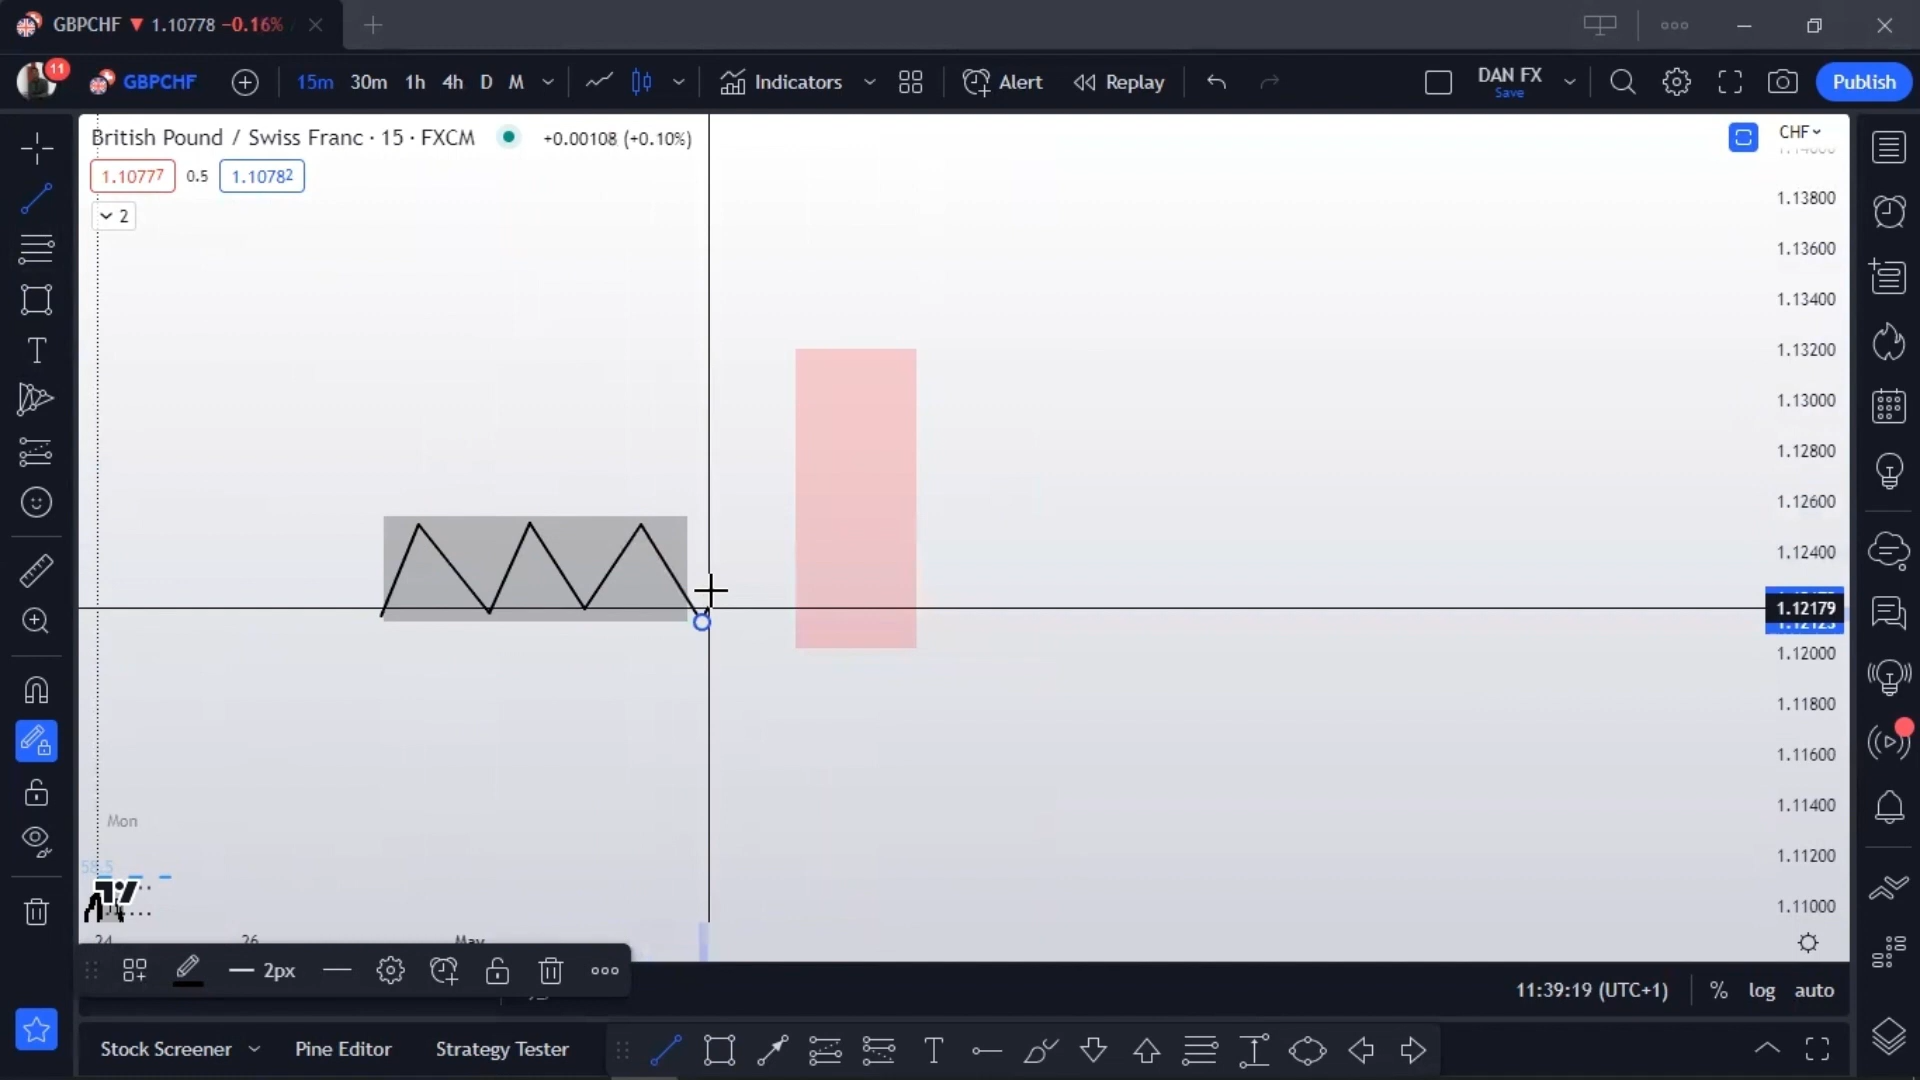 GBPCHF ▼ 1.10778 −0.16%
11 GBPCHF 15m 30m 1h 4h D M Indicators Alert Replay DAN FX Save Publish
British Pound / Swiss Franc · 15 · FXCM +0.00108 (+0.10%) CHF
1.10777 0.5 1.10782
2
1.13800
1.13600
1.13400
1.13200
1.13000
1.12800
1.12600
1.12400
1.12179
1.12000
1.11800
1.11600
1.11400
Mon
1.11200
1.11000
24 26 May
2px
11:39:19 (UTC+1) % log auto
Stock Screener Pine Editor Strategy Tester T